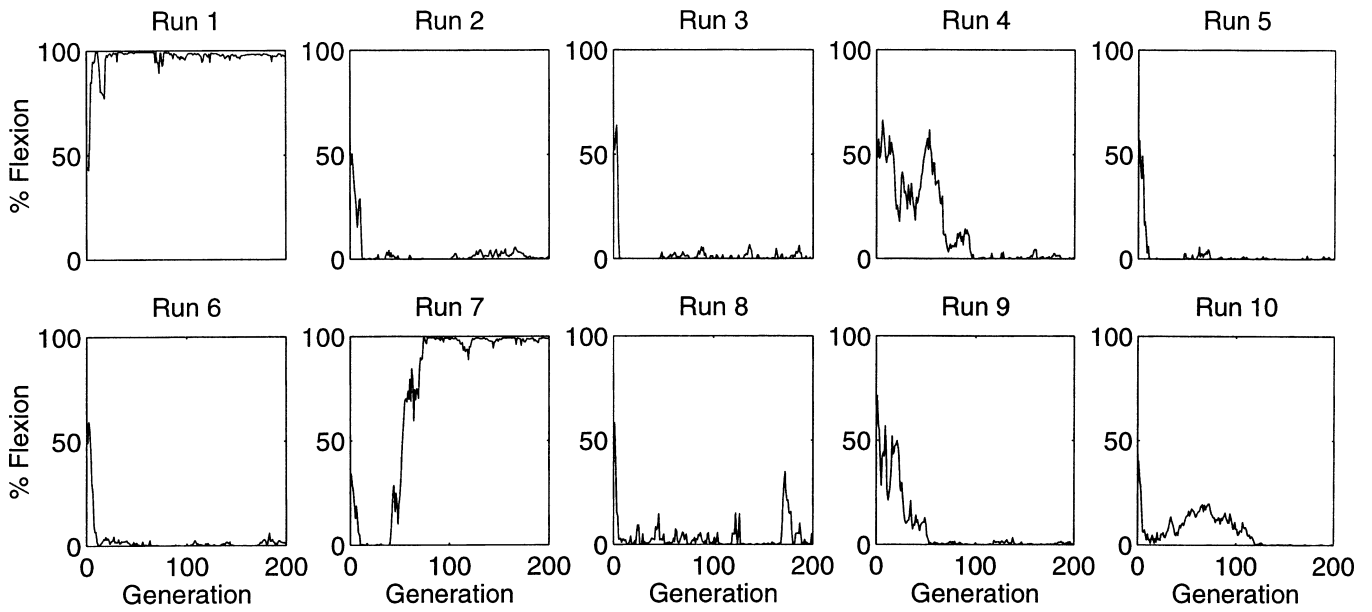 Run 1 Run 2 Run 3 Run 4 Run 5
100 100 100 100 100
% Flexion
50 50 50 50 50
0 0 0 0 0
Run 6 Run 7 Run 8 Run 9 Run 10
100 100 100 100 100
% Flexion
50 50 50 50 50
0 0 0 0 0
0 100 200 0 100 200 0 100 200 0 100 200 0 100 200
Generation Generation Generation Generation Generation